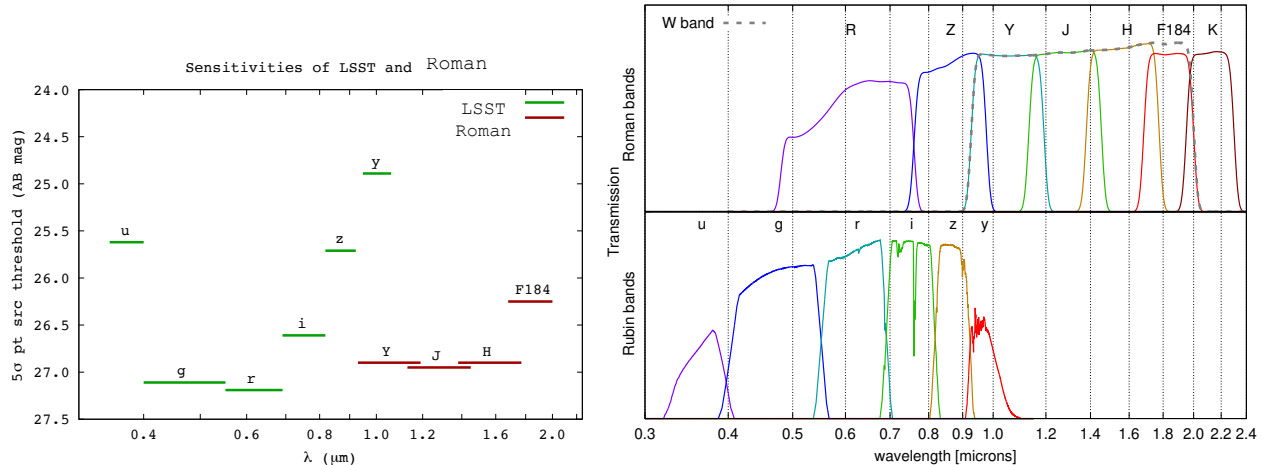 Sensitivities of LSST and Roman
LSST
Roman
5σ pt src threshold (AB mag)
24.0
24.5
25.0
25.5
26.0
26.5
27.0
27.5
u
g
r
i
z
y
Y
J
H
F184
0.4
0.6
0.8
1.0
1.2
1.4
1.6
2.0
λ (μm)
W band
R
Z
Y
J
H
F184
K
Roman bands
Transmission
Rubin bands
u
g
r
i
z
y
0.3
0.4
0.5
0.6
0.7
0.8
0.9
1.0
1.2
1.4
1.6
1.8
2.0
2.2
2.4
wavelength [microns]